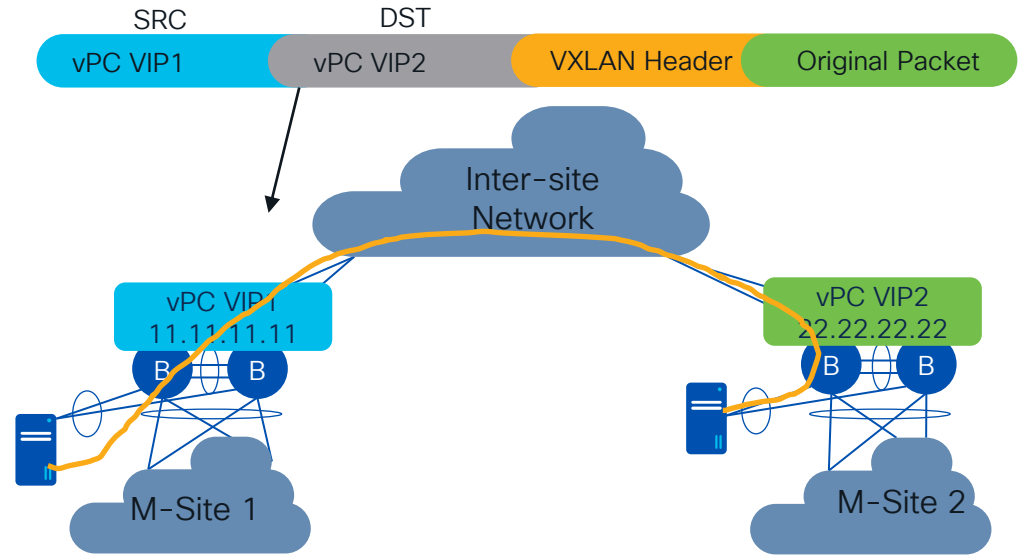 SRC
DST
vPC VIP1
vPC VIP2
VXLAN Header
Original Packet
Inter-site
Network
vPC VIP1
11.11.11.11
vPC VIP2
22.22.22.22
B
B
B
B
M-Site 1
M-Site 2